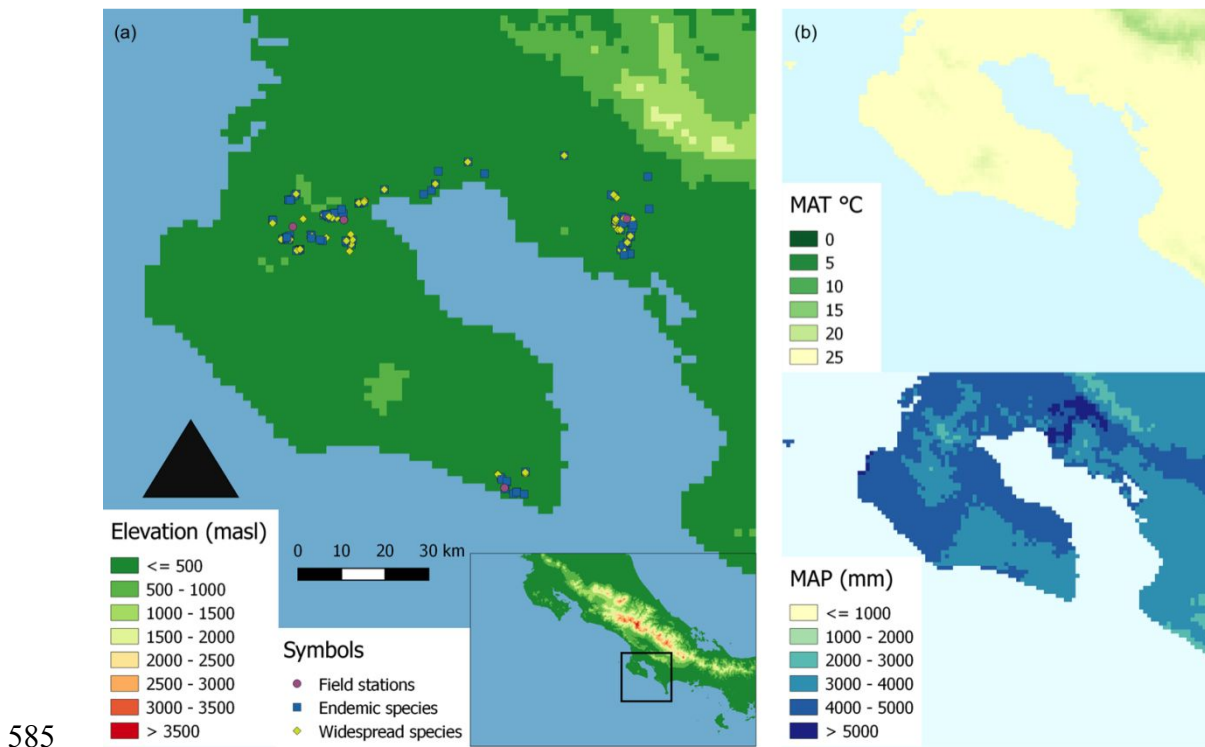 (a)
Elevation (masl)
<= 500
500 - 1000
1000 - 1500
1500 - 2000
2000 - 2500
2500 - 3000
3000 - 3500
> 3500
0 10 20 30 km
Symbols
Field stations
Endemic species
Widespread species
(b)
MAT °C
0
5
10
15
20
25
MAP (mm)
<= 1000
1000 - 2000
2000 - 3000
3000 - 4000
4000 - 5000
> 5000
585